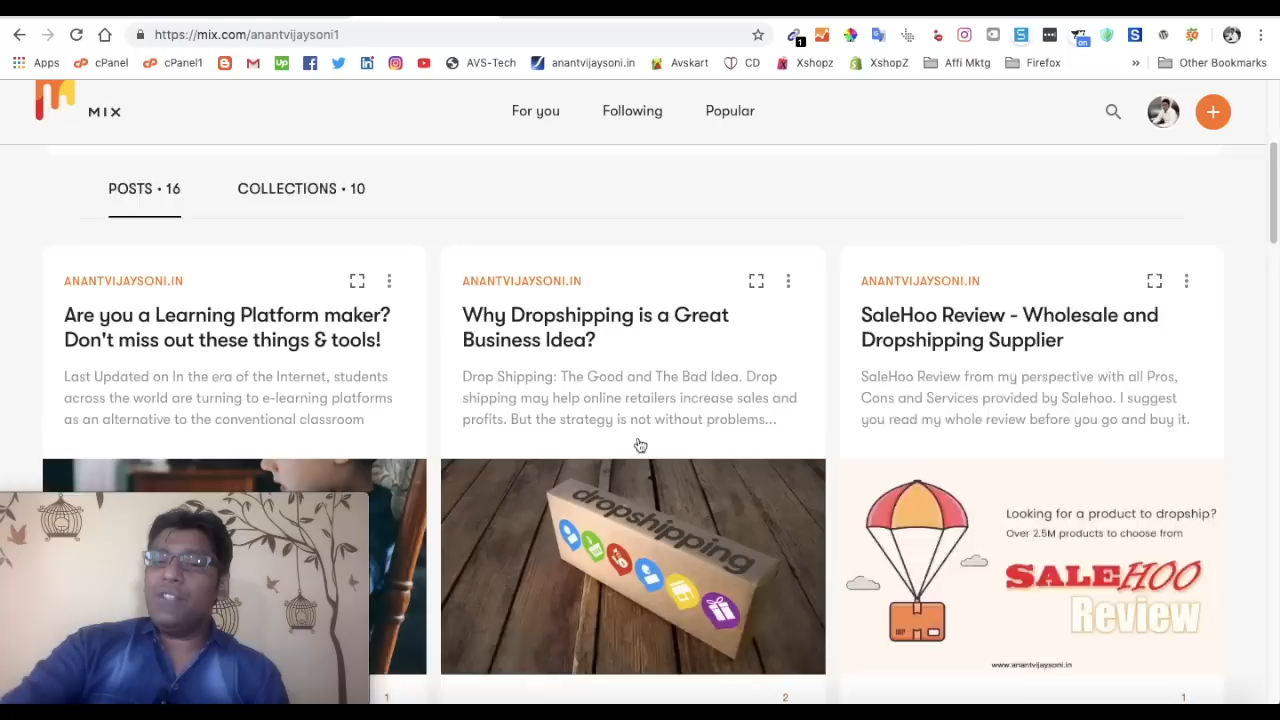 https://mix.com/anantvijaysoni1
1
on
Apps
cPanel
cPanel1
AVS-Tech
anantvijaysoni.in
Avskart
CD
Xshopz
XshopZ
Affi Mktg
Firefox
»
Other Bookmarks
MIX
For you
Following
Popular
POSTS • 16
COLLECTIONS • 10
ANANTVIJAYSONI.IN
Are you a Learning Platform maker?
Don't miss out these things & tools!
Last Updated on In the era of the Internet, students
across the world are turning to e-learning platforms
as an alternative to the conventional classroom
1
ANANTVIJAYSONI.IN
Why Dropshipping is a Great
Business Idea?
Drop Shipping: The Good and The Bad Idea. Drop
shipping may help online retailers increase sales and
profits. But the strategy is not without problems...
dropshipping
2
ANANTVIJAYSONI.IN
SaleHoo Review - Wholesale and
Dropshipping Supplier
SaleHoo Review from my perspective with all Pros,
Cons and Services provided by Salehoo. I suggest
you read my whole review before you go and buy it.
Looking for a product to dropship?
Over 2.5M products to choose from
SALEHOO
Review
www.anantvijaysoni.in
1